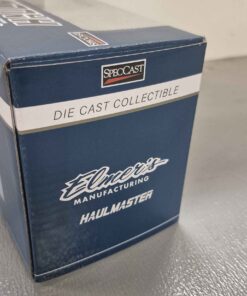 SPECCAST
DIE CAST COLLECTIBLE
Elmer's
MANUFACTURING
HAULMASTER